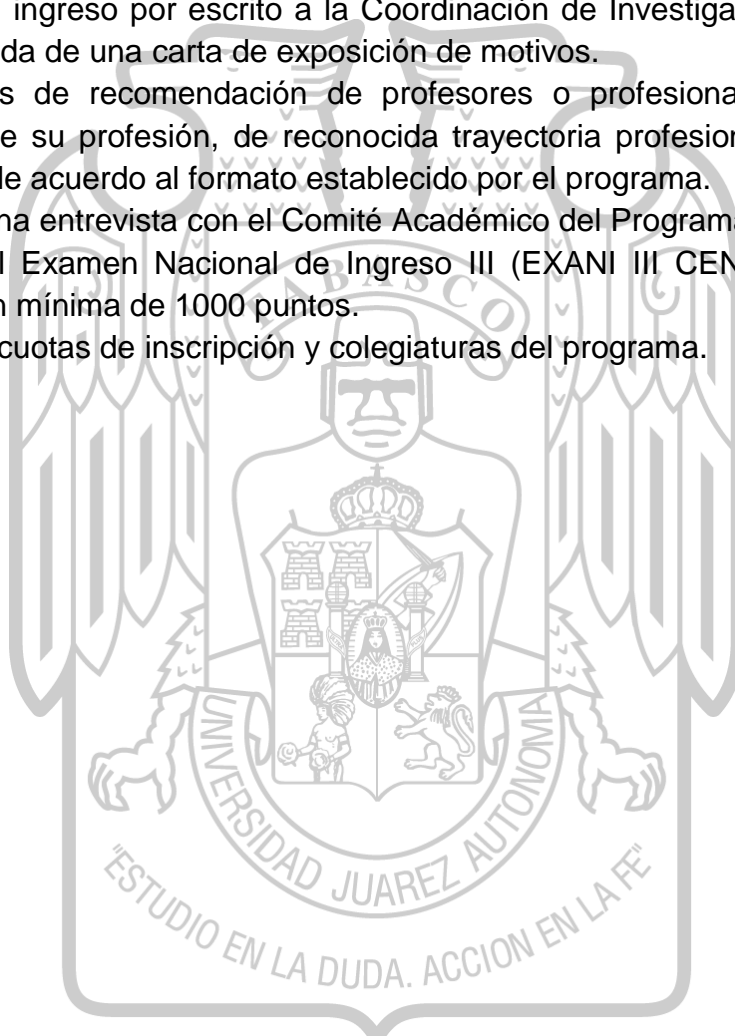 ingreso por escrito a la Coordinación de Investiga
da de una carta de exposición de motivos.
s de recomendación de profesores o profesiona
e su profesión, de reconocida trayectoria profesion
le acuerdo al formato establecido por el programa.
na entrevista con el Comité Académico del Programa
l Examen Nacional de Ingreso III (EXANI III CEN
n mínima de 1000 puntos.
cuotas de inscripción y colegiaturas del programa.
TABASCO
UNIVERSIDAD JUAREZ AUTONOMA
"ESTUDIO EN LA DUDA. ACCION EN LA FE"